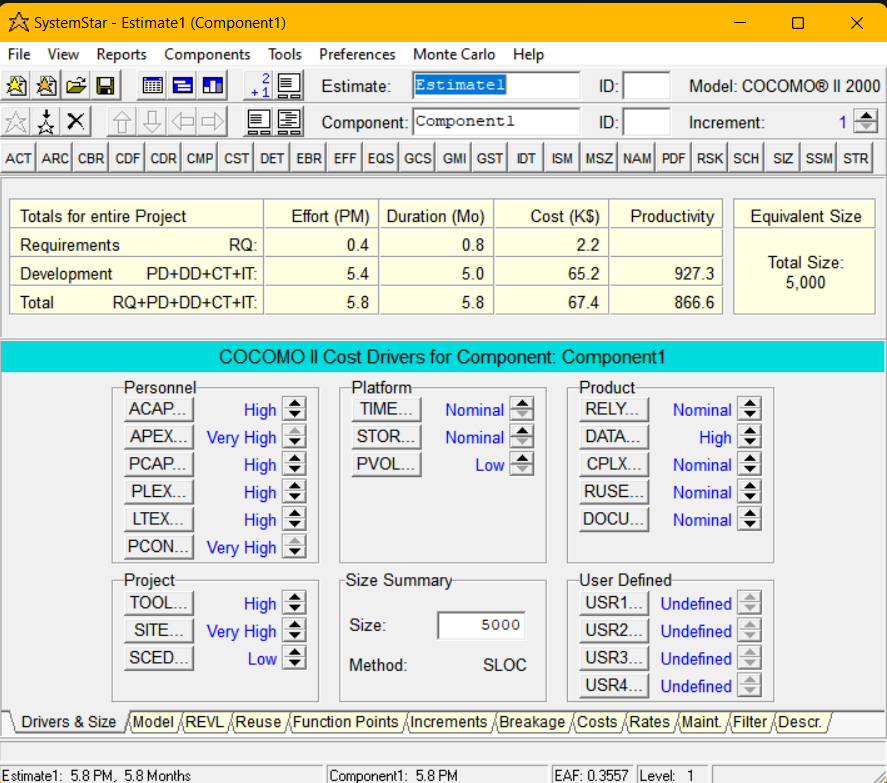 SystemStar - Estimate1 (Component1)
File View Reports Components Tools Preferences Monte Carlo Help
2 +1 Estimate: Estimate1 ID: Model: COCOMO® II 2000
Component: Component1 ID: Increment: 1
ACT ARC CBR CDF CDR CMP CST DET EBR EFF EQS GCS GMI GST IDT ISM MSZ NAM PDF RSK SCH SIZ SSM STR
Totals for entire Project Effort (PM) Duration (Mo) Cost (K$) Productivity Equivalent Size
Requirements RQ: 0.4 0.8 2.2
Development PD+DD+CT+IT: 5.4 5.0 65.2 927.3 Total Size:
Total RQ+PD+DD+CT+IT: 5.8 5.8 67.4 866.6 5,000
COCOMO II Cost Drivers for Component: Component1
Personnel Platform Product
ACAP... High TIME... Nominal RELY... Nominal
APEX... Very High STOR... Nominal DATA... High
PCAP... High PVOL... Low CPLX... Nominal
PLEX... High RUSE... Nominal
LTEX... High DOCU... Nominal
PCON... Very High
Project Size Summary User Defined
TOOL... High USR1... Undefined
SITE... Very High Size: 5000 USR2... Undefined
SCED... Low Method: SLOC USR3... Undefined
USR4... Undefined
Drivers & Size Model REVL Reuse Function Points Increments Breakage Costs Rates Maint. Filter Descr.
Estimate1: 5.8 PM, 5.8 Months Component1: 5.8 PM EAF: 0.3557 Level: 1